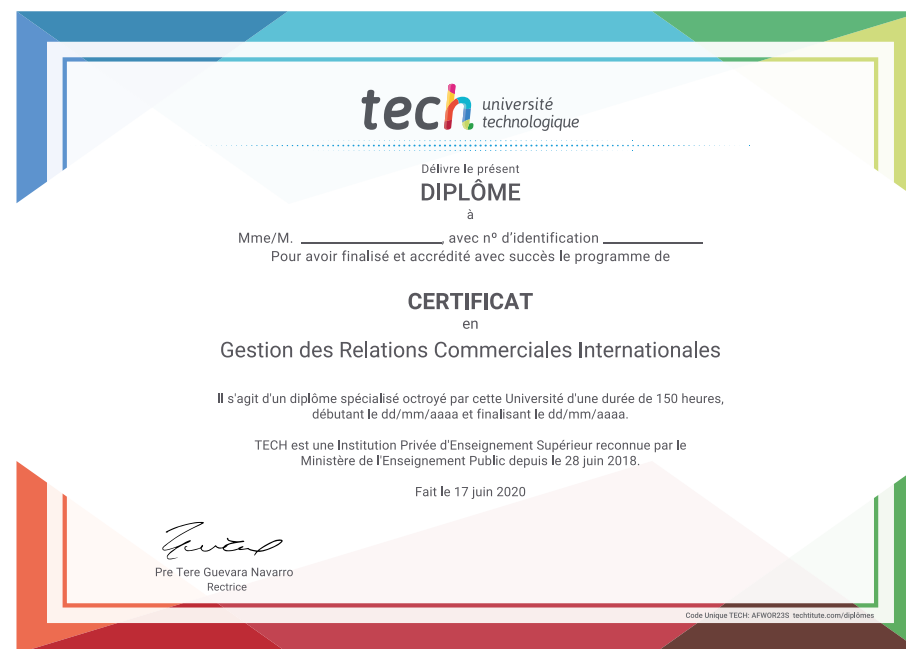 tech université
technologique
Délivre le présent
DIPLÔME
à
Mme/M. ____________________, avec nº d'identification ______________
Pour avoir finalisé et accrédité avec succès le programme de
CERTIFICAT
en
Gestion des Relations Commerciales Internationales
Il s'agit d'un diplôme spécialisé octroyé par cette Université d'une durée de 150 heures,
débutant le dd/mm/aaaa et finalisant le dd/mm/aaaa.
TECH est une Institution Privée d'Enseignement Supérieur reconnue par le
Ministère de l'Enseignement Public depuis le 28 juin 2018.
Fait le 17 juin 2020
Pre Tere Guevara Navarro
Rectrice
Code Unique TECH: AFWOR23S techtitute.com/diplômes